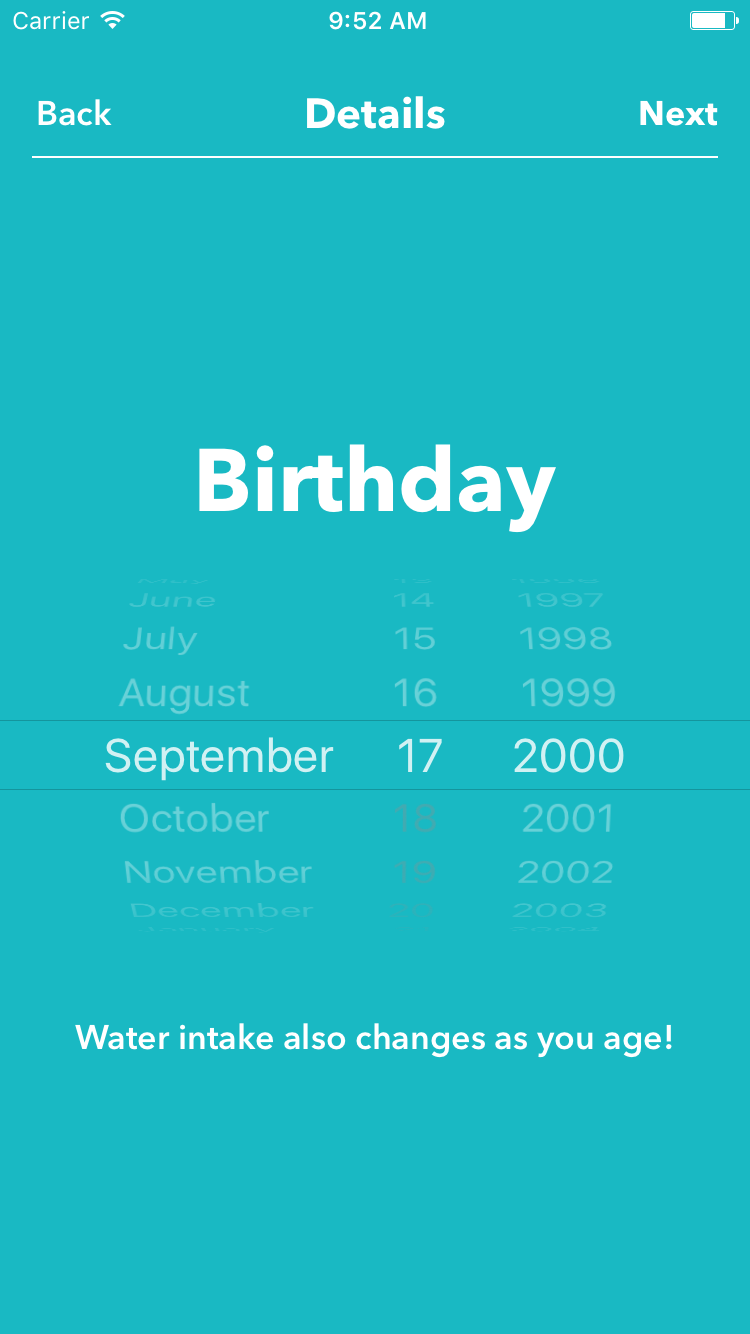 Carrier 9:52 AM
Back Details Next
Birthday
June 14 1997
July 15 1998
August 16 1999
September 17 2000
October 18 2001
November 19 2002
December 20 2003
Water intake also changes as you age!